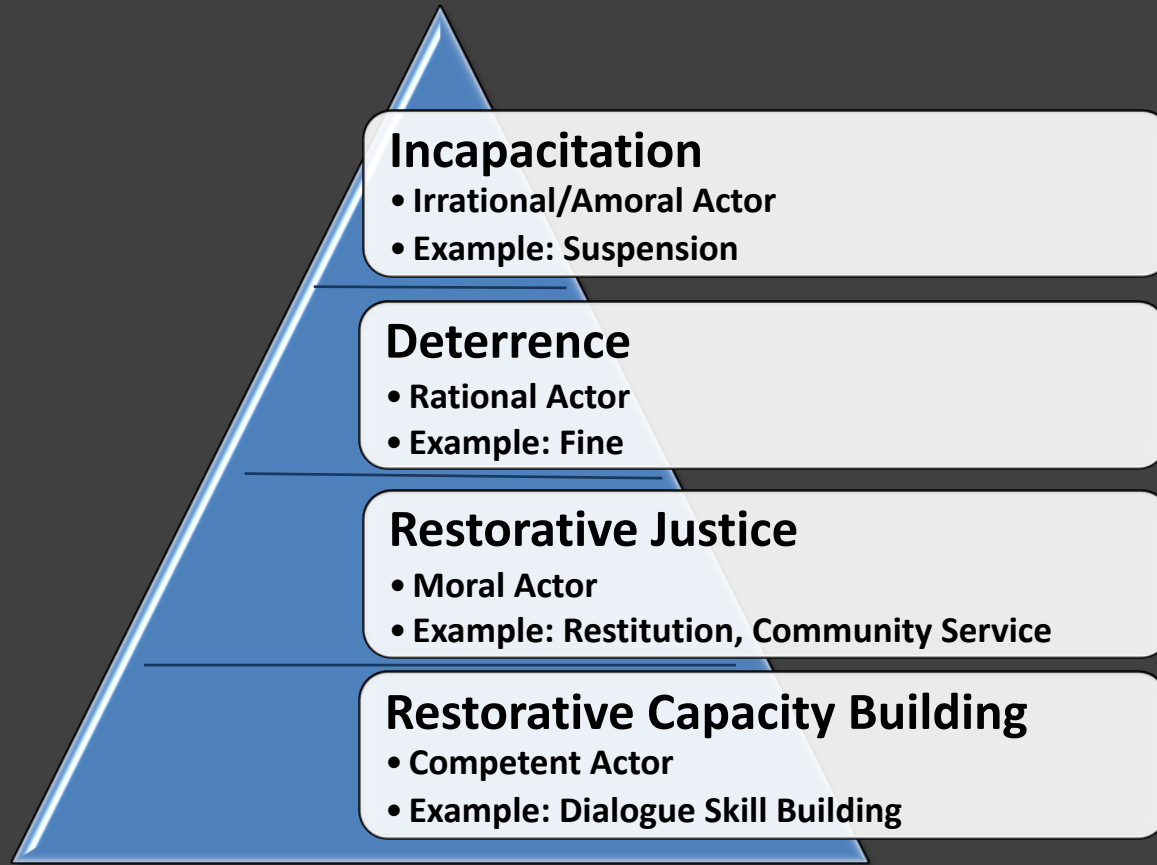 Incapacitation
• Irrational/Amoral Actor
• Example: Suspension
Deterrence
• Rational Actor
• Example: Fine
Restorative Justice
• Moral Actor
• Example: Restitution, Community Service
Restorative Capacity Building
• Competent Actor
• Example: Dialogue Skill Building